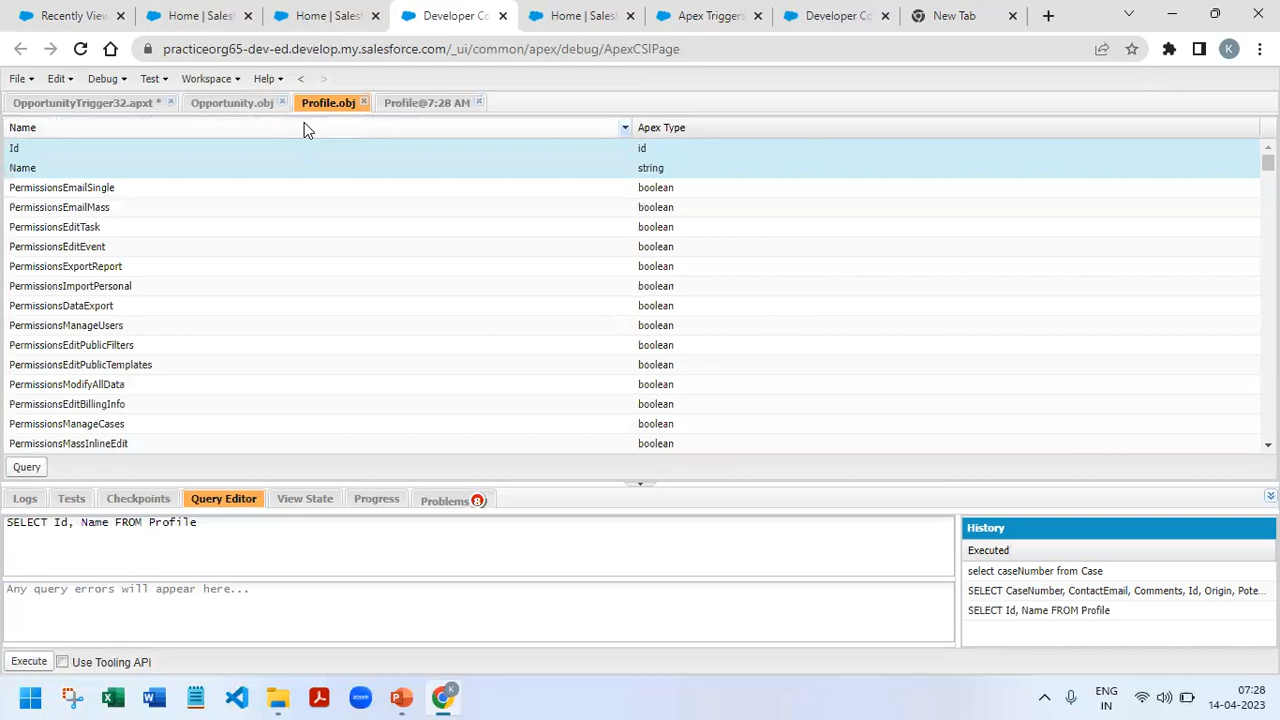 Recently View
Home | Sales
Home | Sales
Developer Co
Home | Sales
Apex Triggers
Developer Co
New Tab
practiceorg65-dev-ed.develop.my.salesforce.com/_ui/common/apex/debug/ApexCSIPage
K
File Edit Debug Test Workspace Help < >
OpportunityTrigger32.apxt * Opportunity.obj Profile.obj Profile@7:28 AM
Name Apex Type
Id id
Name string
PermissionsEmailSingle boolean
PermissionsEmailMass boolean
PermissionsEditTask boolean
PermissionsEditEvent boolean
PermissionsExportReport boolean
PermissionsImportPersonal boolean
PermissionsDataExport boolean
PermissionsManageUsers boolean
PermissionsEditPublicFilters boolean
PermissionsEditPublicTemplates boolean
PermissionsModifyAllData boolean
PermissionsEditBillingInfo boolean
PermissionsManageCases boolean
PermissionsMassInlineEdit boolean
Query
Logs Tests Checkpoints Query Editor View State Progress Problems 8
SELECT Id, Name FROM Profile
Any query errors will appear here...
History
Executed
select caseNumber from Case
SELECT CaseNumber, ContactEmail, Comments, Id, Origin, Pote...
SELECT Id, Name FROM Profile
Execute Use Tooling API
ENG
IN
07:28
14-04-2023